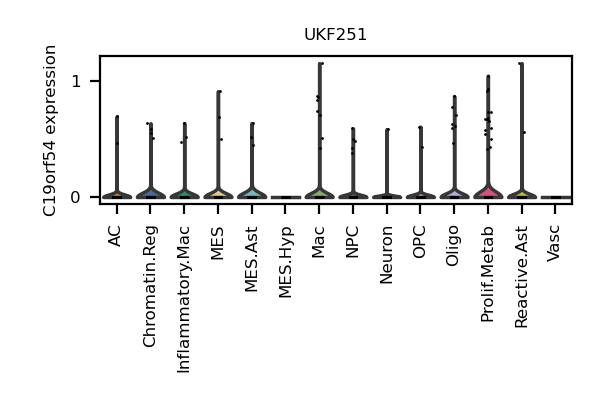 UKF251
C19orf54 expression
1
0
AC
Chromatin.Reg
Inflammatory.Mac
MES
MES.Ast
MES.Hyp
Mac
NPC
Neuron
OPC
Oligo
Prolif.Metab
Reactive.Ast
Vasc